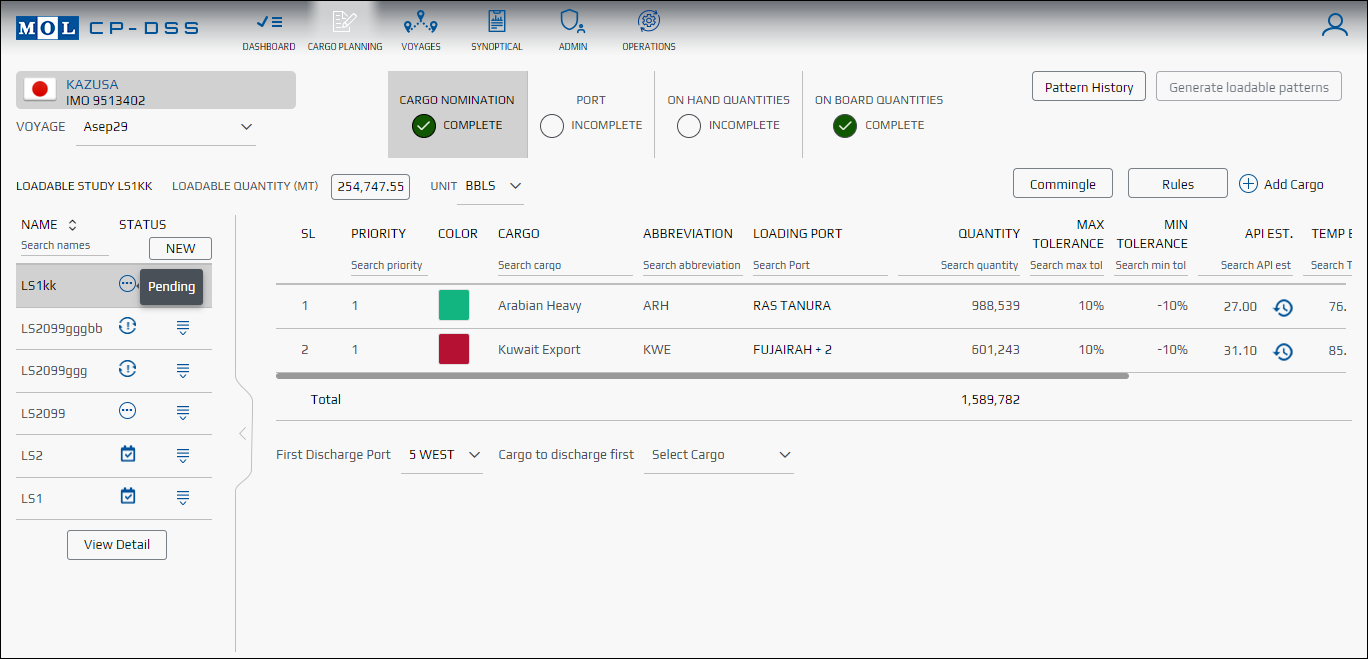 MOL CP-DSS
DASHBOARD CARGO PLANNING VOYAGES SYNOPTICAL ADMIN OPERATIONS
KAZUSA
IMO 9513402
VOYAGE Asep29
CARGO NOMINATION PORT ON HAND QUANTITIES ON BOARD QUANTITIES
COMPLETE INCOMPLETE INCOMPLETE COMPLETE
Pattern History Generate loadable patterns
LOADABLE STUDY LS1KK LOADABLE QUANTITY (MT) 254,747.55 UNIT BBLS
Commingle Rules Add Cargo
NAME STATUS
Search names NEW
LS1kk Pending
LS2099gggbb
LS2099ggg
LS2099
LS2
LS1
View Detail
SL PRIORITY COLOR CARGO ABBREVIATION LOADING PORT QUANTITY MAX TOLERANCE MIN TOLERANCE API EST. TEMP E
Search priority Search cargo Search abbreviation Search Port Search quantity Search max tol Search min tol Search API est Search T
1 1 Arabian Heavy ARH RAS TANURA 988,539 10% -10% 27.00 76.
2 1 Kuwait Export KWE FUJAIRAH + 2 601,243 10% -10% 31.10 85.
Total 1,589,782
First Discharge Port 5 WEST Cargo to discharge first Select Cargo